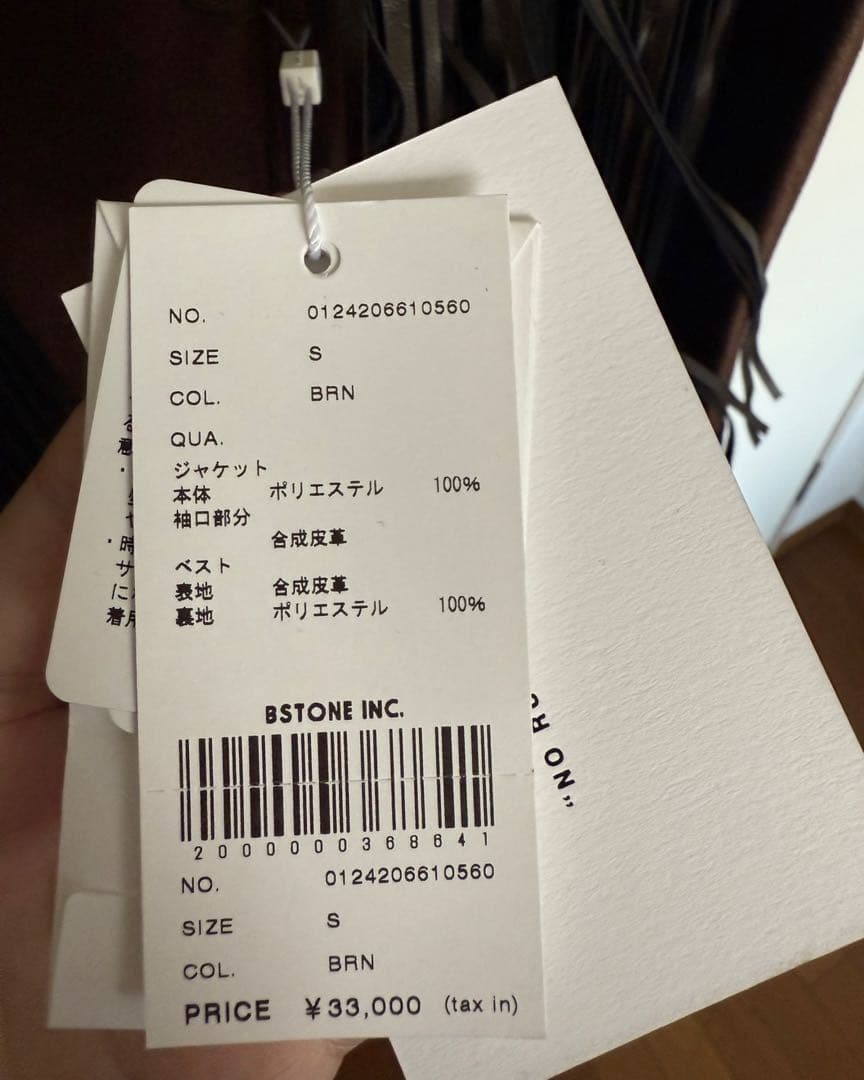 NO. 0124206610560
SIZE S
COL. BRN
QUA.
ジャケット
本体 ポリエステル 100%
袖口部分
合成皮革
ベスト
表地 合成皮革
裏地 ポリエステル 100%
BSTONE INC.
2000000368641
NO. 0124206610560
SIZE S
COL. BRN
PRICE ¥33,000 (tax in)
"NO